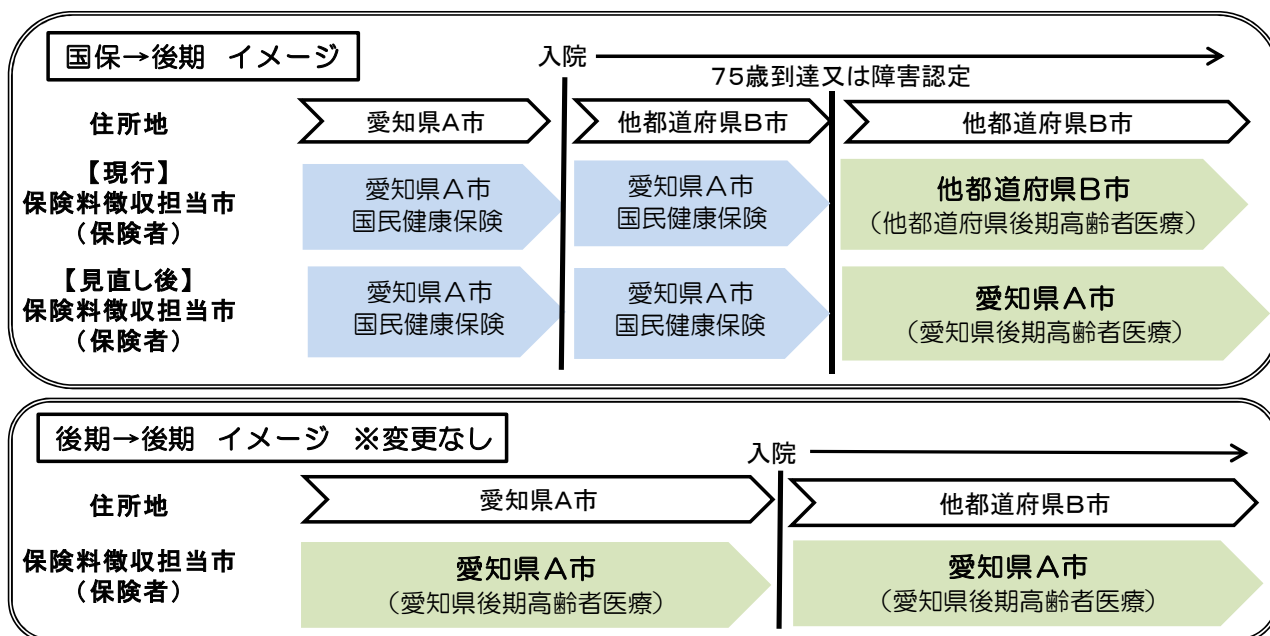 国保→後期 イメージ
入院
75歳到達又は障害認定
住所地
愛知県A市
他都道府県B市
他都道府県B市
【現行】
保険料徴収担当市
（保険者）
愛知県A市
国民健康保険
愛知県A市
国民健康保険
他都道府県B市
（他都道府県後期高齢者医療）
【見直し後】
保険料徴収担当市
（保険者）
愛知県A市
国民健康保険
愛知県A市
国民健康保険
愛知県A市
（愛知県後期高齢者医療）
後期→後期 イメージ ※変更なし
入院
住所地
愛知県A市
他都道府県B市
保険料徴収担当市
（保険者）
愛知県A市
（愛知県後期高齢者医療）
愛知県A市
（愛知県後期高齢者医療）